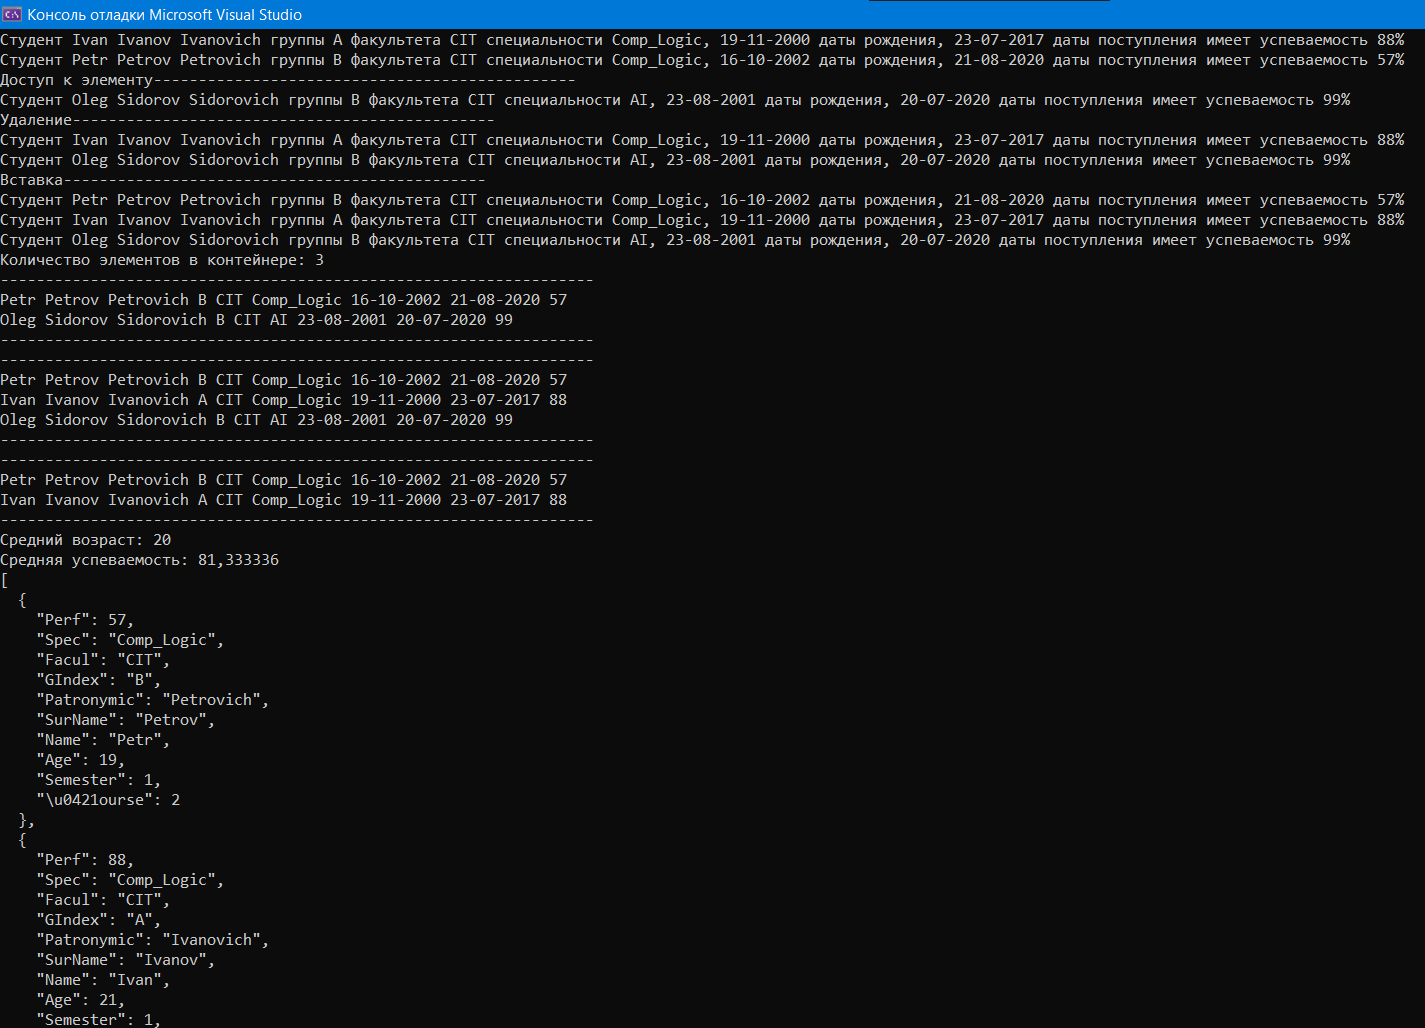 Консоль отладки Microsoft Visual Studio
Студент Ivan Ivanov Ivanovich группы A факультета CIT специальности Comp_Logic, 19-11-2000 даты рождения, 23-07-2017 даты поступления имеет успеваемость 88%
Студент Petr Petrov Petrovich группы B факультета CIT специальности Comp_Logic, 16-10-2002 даты рождения, 21-08-2020 даты поступления имеет успеваемость 57%
Доступ к элементу-----------------------------------------------
Студент Oleg Sidorov Sidorovich группы B факультета CIT специальности AI, 23-08-2001 даты рождения, 20-07-2020 даты поступления имеет успеваемость 99%
Удаление-----------------------------------------------
Студент Ivan Ivanov Ivanovich группы A факультета CIT специальности Comp_Logic, 19-11-2000 даты рождения, 23-07-2017 даты поступления имеет успеваемость 88%
Студент Oleg Sidorov Sidorovich группы B факультета CIT специальности AI, 23-08-2001 даты рождения, 20-07-2020 даты поступления имеет успеваемость 99%
Вставка-----------------------------------------------
Студент Petr Petrov Petrovich группы B факультета CIT специальности Comp_Logic, 16-10-2002 даты рождения, 21-08-2020 даты поступления имеет успеваемость 57%
Студент Ivan Ivanov Ivanovich группы A факультета CIT специальности Comp_Logic, 19-11-2000 даты рождения, 23-07-2017 даты поступления имеет успеваемость 88%
Студент Oleg Sidorov Sidorovich группы B факультета CIT специальности AI, 23-08-2001 даты рождения, 20-07-2020 даты поступления имеет успеваемость 99%
Количество элементов в контейнере: 3
------------------------------------------------------------------
Petr Petrov Petrovich B CIT Comp_Logic 16-10-2002 21-08-2020 57
Oleg Sidorov Sidorovich B CIT AI 23-08-2001 20-07-2020 99
------------------------------------------------------------------
------------------------------------------------------------------
Petr Petrov Petrovich B CIT Comp_Logic 16-10-2002 21-08-2020 57
Ivan Ivanov Ivanovich A CIT Comp_Logic 19-11-2000 23-07-2017 88
Oleg Sidorov Sidorovich B CIT AI 23-08-2001 20-07-2020 99
------------------------------------------------------------------
------------------------------------------------------------------
Petr Petrov Petrovich B CIT Comp_Logic 16-10-2002 21-08-2020 57
Ivan Ivanov Ivanovich A CIT Comp_Logic 19-11-2000 23-07-2017 88
------------------------------------------------------------------
Средний возраст: 20
Средняя успеваемость: 81,333336
[
  {
    "Perf": 57,
    "Spec": "Comp_Logic",
    "Facul": "CIT",
    "GIndex": "B",
    "Patronymic": "Petrovich",
    "SurName": "Petrov",
    "Name": "Petr",
    "Age": 19,
    "Semester": 1,
    "\u0421ourse": 2
  },
  {
    "Perf": 88,
    "Spec": "Comp_Logic",
    "Facul": "CIT",
    "GIndex": "A",
    "Patronymic": "Ivanovich",
    "SurName": "Ivanov",
    "Name": "Ivan",
    "Age": 21,
    "Semester": 1,